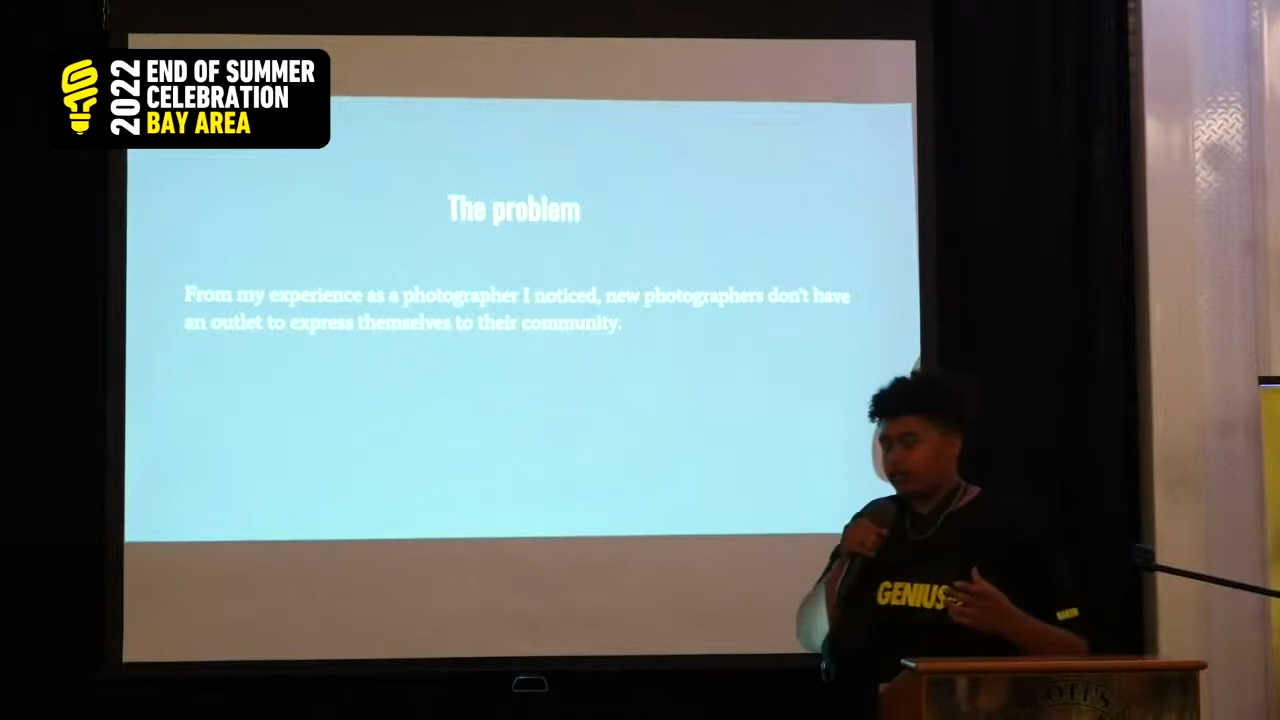 2022
END OF SUMMER
CELEBRATION
BAY AREA
The problem
From my experience as a photographer I noticed, new photographers don't have
an outlet to express themselves to their community.
GENIUS